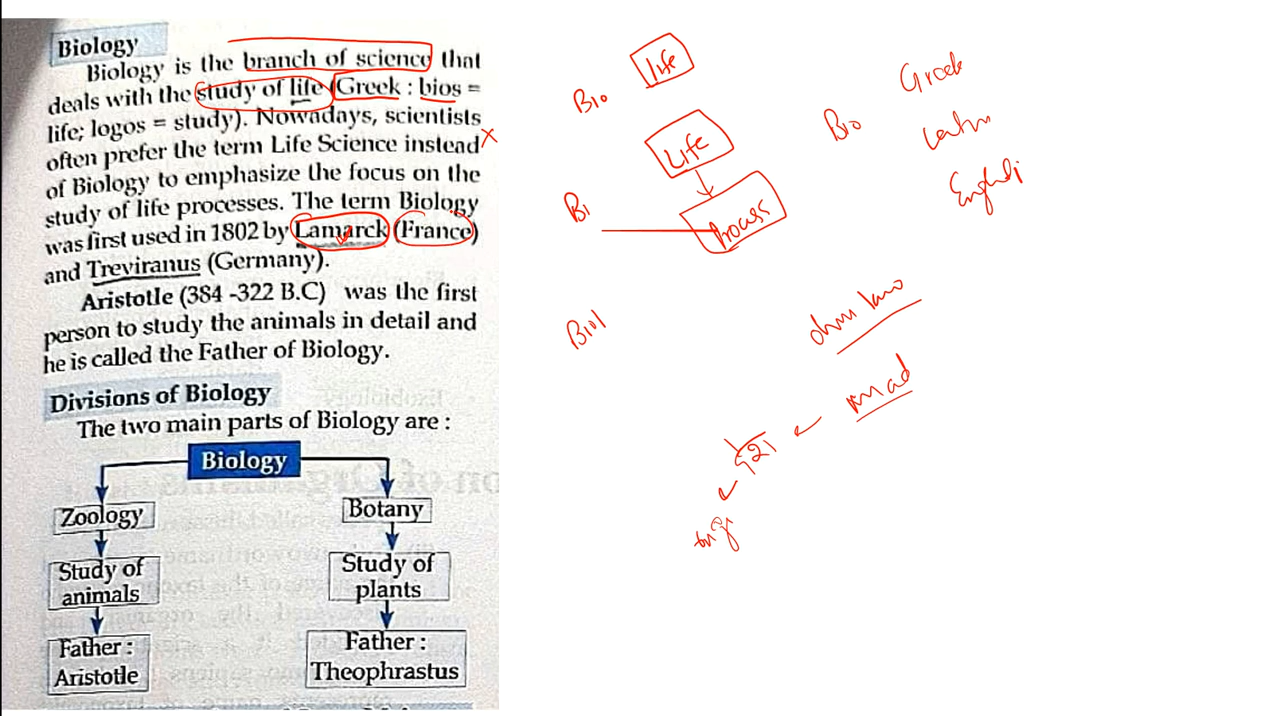 Biology
Biology is the branch of science that
deals with the study of life (Greek : bios =
life; logos = study). Nowadays, scientists
often prefer the term Life Science instead
of Biology to emphasize the focus on the
study of life processes. The term Biology
was first used in 1802 by Lamarck (France)
and Treviranus (Germany).
Aristotle (384 -322 B.C) was the first
person to study the animals in detail and
he is called the Father of Biology.
Divisions of Biology
The two main parts of Biology are :
Biology
Zoology Botany
Study of animals Study of plants
Father : Aristotle Father : Theophrastus
Bio life
Life
Bi Process
Biol
Bio Greek
ohm law